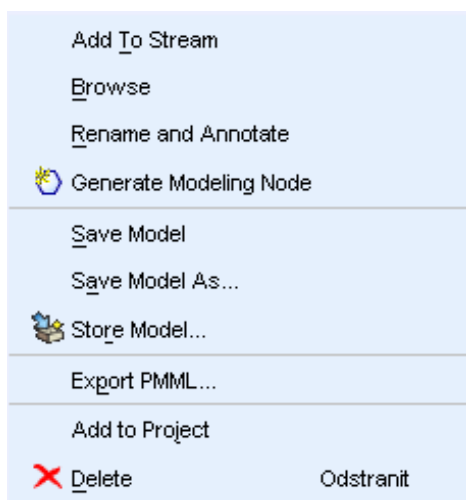 Add To Stream
Browse
Rename and Annotate
Generate Modeling Node
Save Model
Save Model As...
Store Model...
Export PMML...
Add to Project
Delete Odstranit